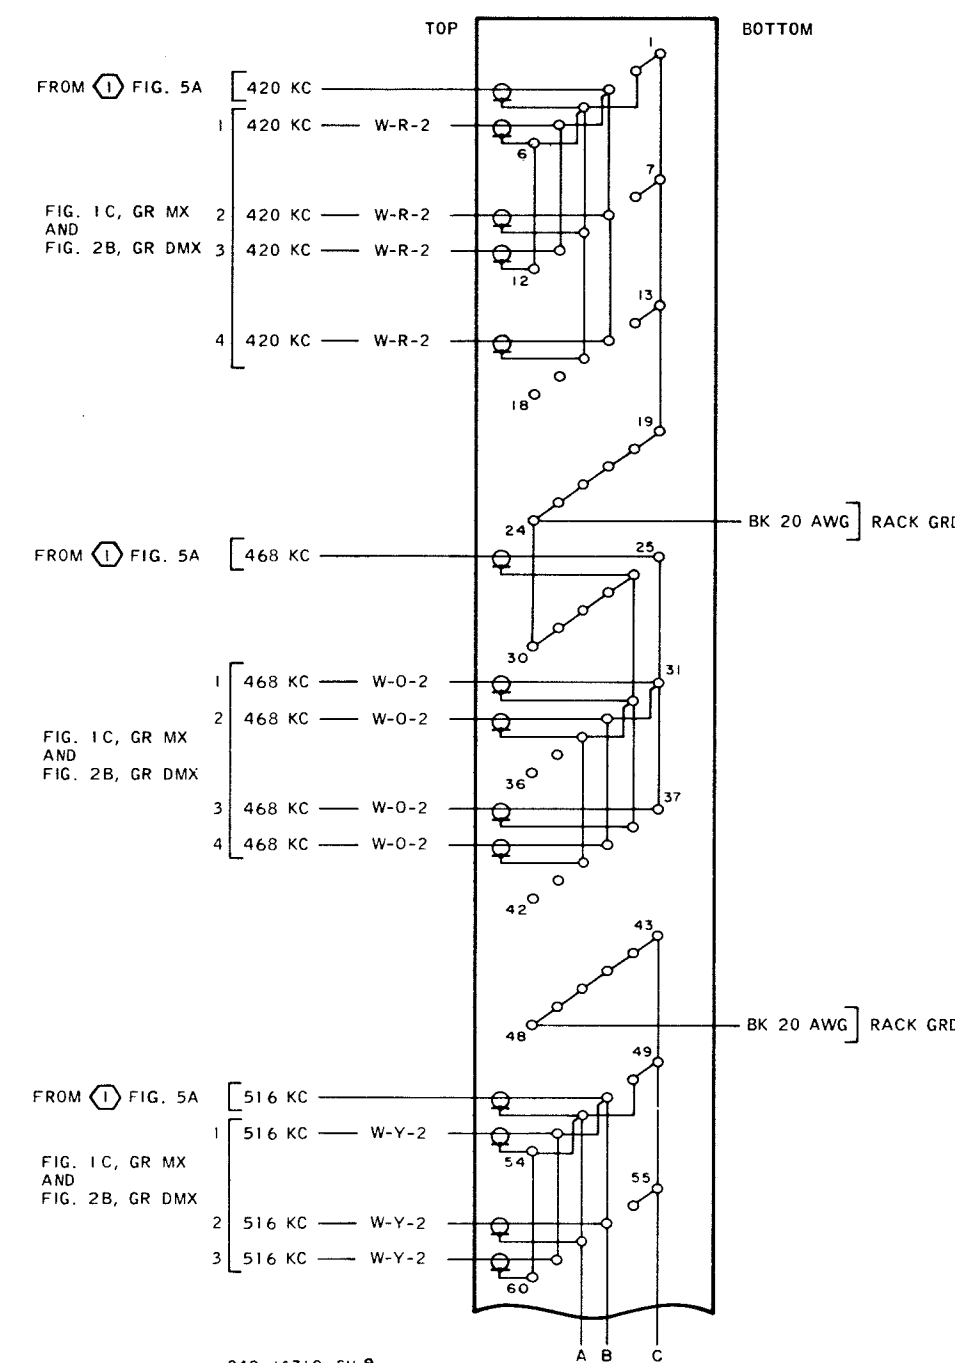 TOP BOTTOM
1
FROM 1 FIG. 5A 420 KC
1 420 KC W-R-2
6
7
FIG. 1C, GR MX
AND
FIG. 2B, GR DMX
2 420 KC W-R-2
3 420 KC W-R-2
12
13
4 420 KC W-R-2
18
19
24
BK 20 AWG RACK GRD
FROM 1 FIG. 5A 468 KC
25
30
31
1 468 KC W-O-2
2 468 KC W-O-2
FIG. 1C, GR MX
AND
FIG. 2B, GR DMX
36
37
3 468 KC W-O-2
4 468 KC W-O-2
42
43
48
BK 20 AWG RACK GRD
49
FROM 1 FIG. 5A 516 KC
1 516 KC W-Y-2
54
FIG. 1C, GR MX
AND
FIG. 2B, GR DMX
55
2 516 KC W-Y-2
3 516 KC W-Y-2
60
A B C